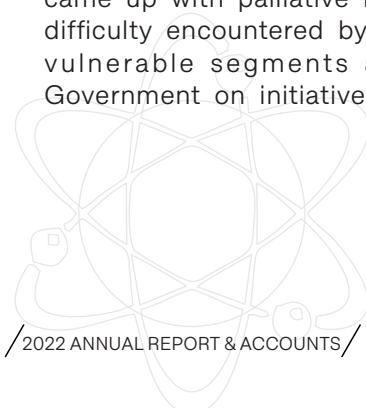 came up with palliative
difficulty encountered by
vulnerable segments a
Government on initiative
/2022 ANNUAL REPORT & ACCOUNTS/